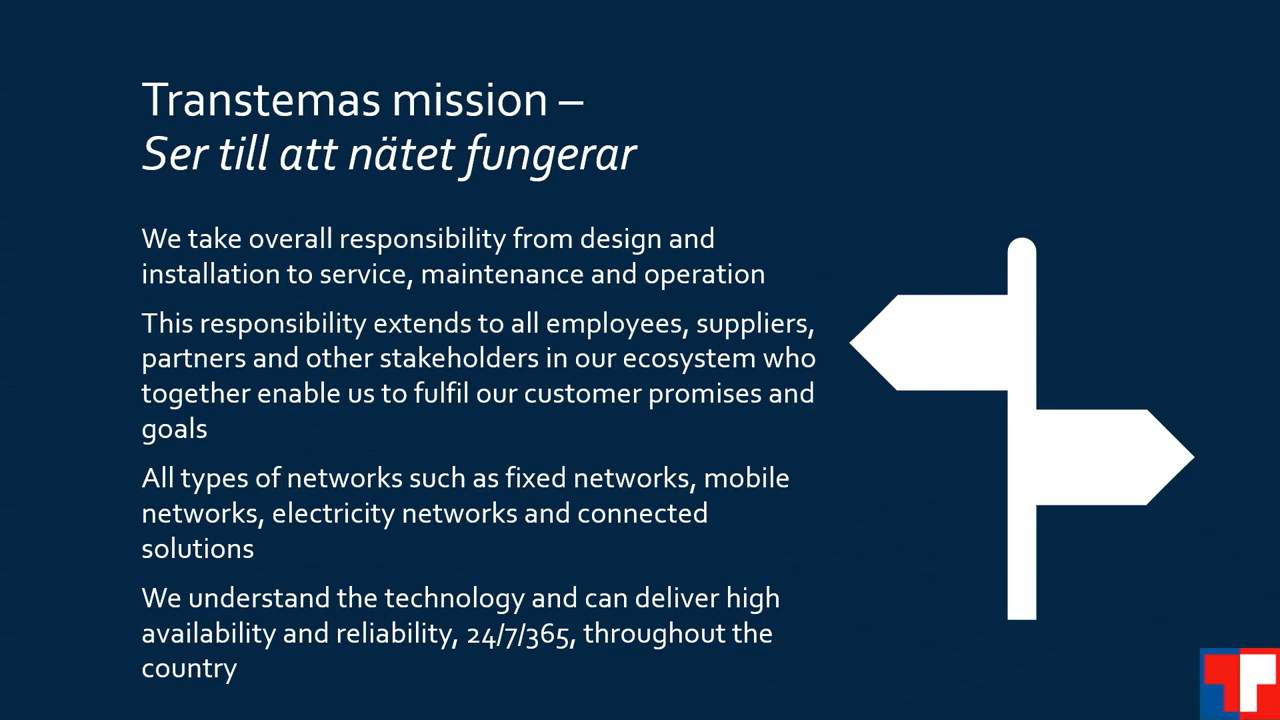 Transtemas mission –
Ser till att nätet fungerar
We take overall responsibility from design and
installation to service, maintenance and operation
This responsibility extends to all employees, suppliers,
partners and other stakeholders in our ecosystem who
together enable us to fulfil our customer promises and
goals
All types of networks such as fixed networks, mobile
networks, electricity networks and connected
solutions
We understand the technology and can deliver high
availability and reliability, 24/7/365, throughout the
country